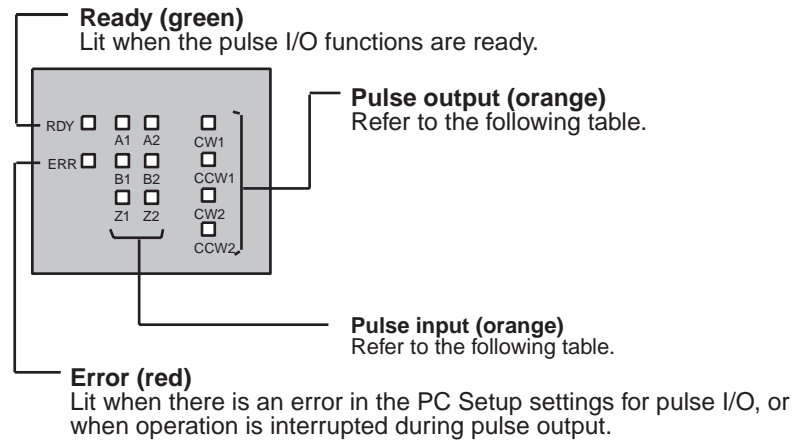 Ready (green)
Lit when the pulse I/O functions are ready.
Pulse output (orange)
Refer to the following table.
RDY
A1 A2
CW1
ERR
B1 B2
CCW1
Z1 Z2
CW2
CCW2
Pulse input (orange)
Refer to the following table.
Error (red)
Lit when there is an error in the PC Setup settings for pulse I/O, or
when operation is interrupted during pulse output.